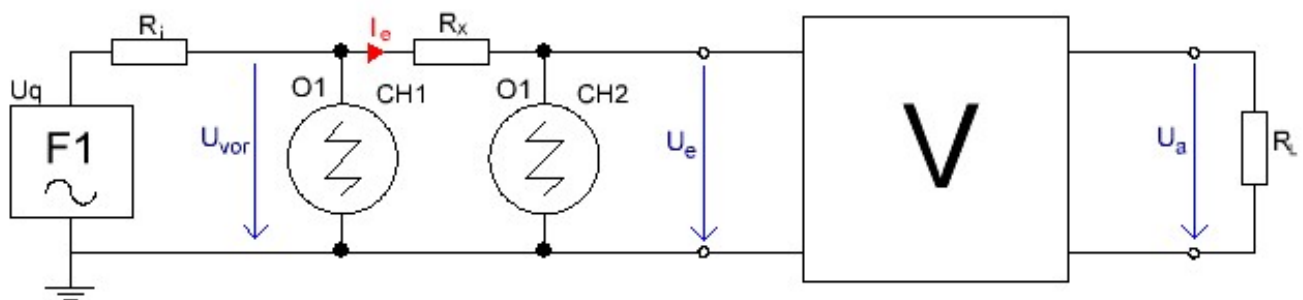 Uq
F1
Ri
Uvor
O1
CH1
Ie
Rx
O1
CH2
Ue
V
Ua
RL